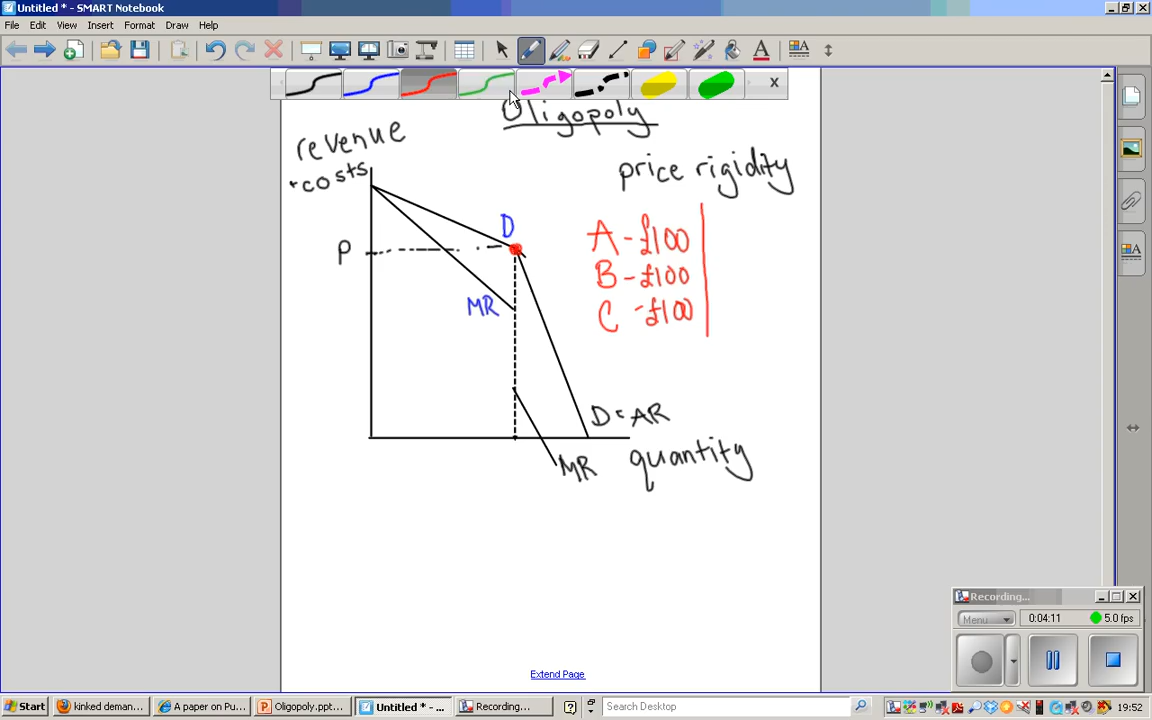 Untitled * - SMART Notebook
File Edit View Insert Format Draw Help
Oligopoly
revenue
+costs
price rigidity
D
A - £100
P
B - £100
MR
C - £100
D = AR
MR
quantity
Extend Page
Recording...
Menu
0:04:11
5.0 fps
Start
kinked deman...
A paper on Pu...
Oligopoly.ppt...
Untitled * - ...
Recording...
Search Desktop
19:52